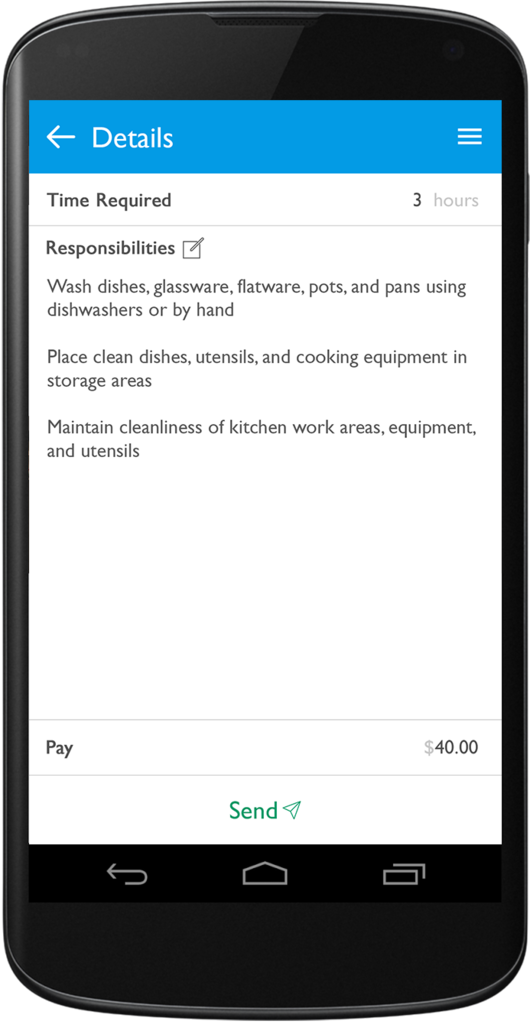 Details
Time Required 3 hours
Responsibilities
Wash dishes, glassware, flatware, pots, and pans using
dishwashers or by hand
Place clean dishes, utensils, and cooking equipment in
storage areas
Maintain cleanliness of kitchen work areas, equipment,
and utensils
Pay $40.00
Send